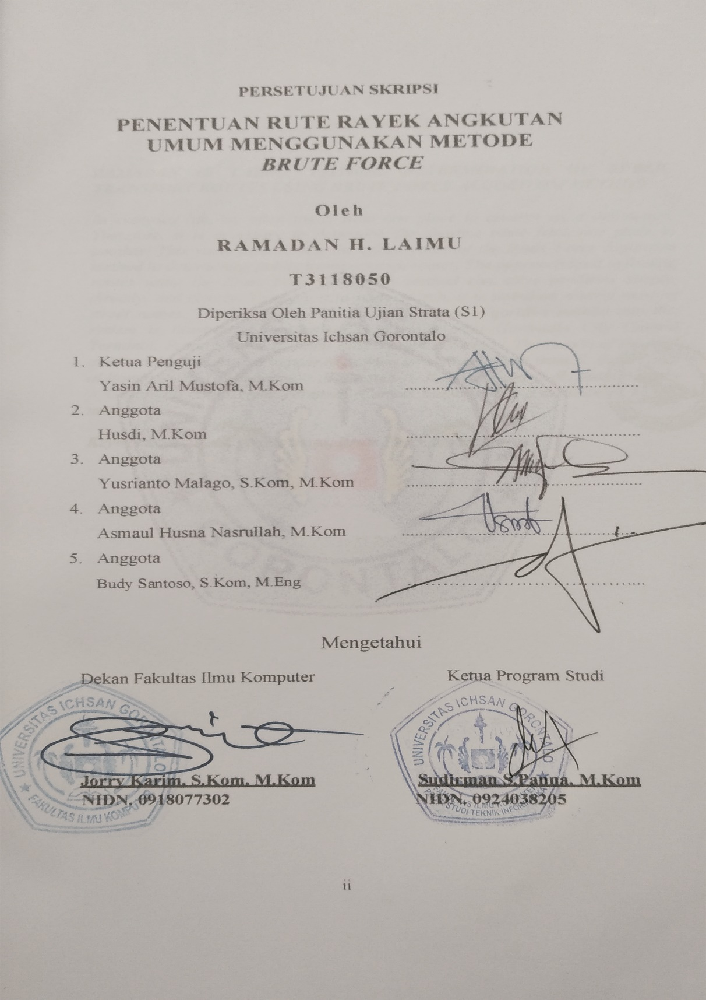 PERSETUJUAN SKRIPSI
PENENTUAN RUTE RAYEK ANGKUTAN
UMUM MENGGUNAKAN METODE
BRUTE FORCE
Oleh
RAMADAN H. LAIMU
T3118050
Diperiksa Oleh Panitia Ujian Strata (S1)
Universitas Ichsan Gorontalo
1. Ketua Penguji
Yasin Aril Mustofa, M.Kom
2. Anggota
Husdi, M.Kom
3. Anggota
Yusrianto Malago, S.Kom, M.Kom
4. Anggota
Asmaul Husna Nasrullah, M.Kom
5. Anggota
Budy Santoso, S.Kom, M.Eng
Mengetahui
Dekan Fakultas Ilmu Komputer
Ketua Program Studi
UNIVERSITAS ICHSAN GORONTALO
FAKULTAS ILMU KOMPU
UNIVERSITAS ICHSAN GORONTALO
STUDI TEKNIK INFORMATIKA
Jorry Karim, S.Kom, M.Kom
Sudirman S Panna, M.Kom
NIDN. 0918077302
NIDN. 0924038205
ii